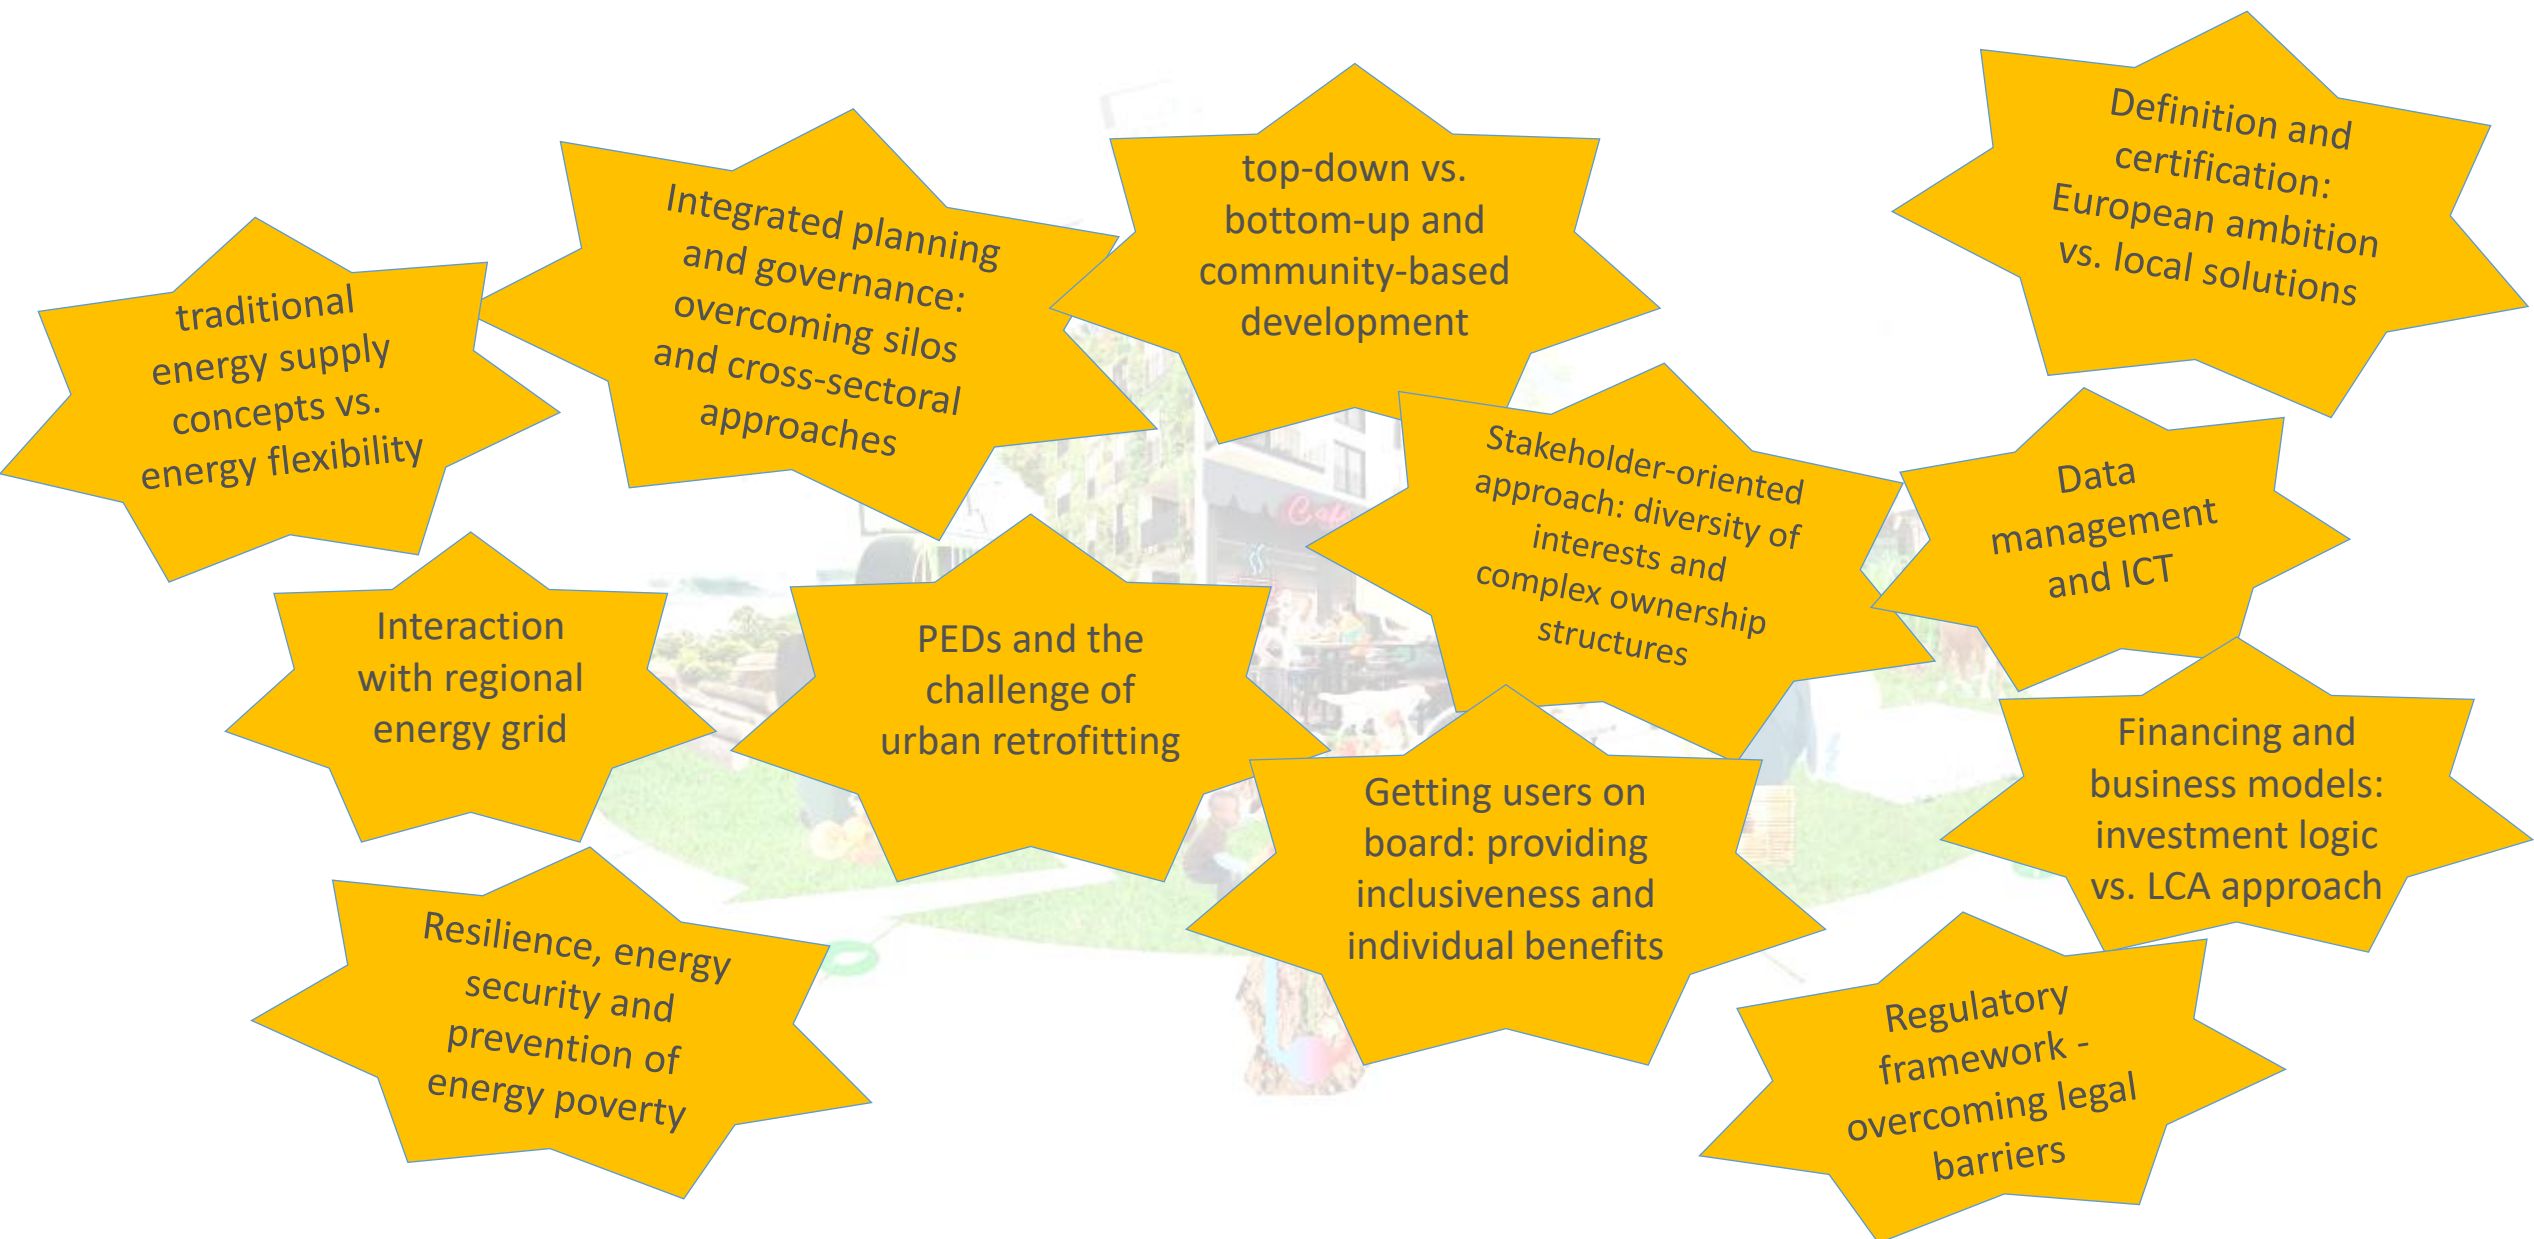 Definition and
certification:
European ambition
vs. local solutions
top-down vs.
bottom-up and
community-based
development
Integrated planning
and governance:
overcoming silos
and cross-sectoral
approaches
traditional
energy supply
concepts vs.
energy flexibility
Stakeholder-oriented
approach: diversity of
interests and
complex ownership
structures
Data
management
and ICT
Interaction
with regional
energy grid
PEDs and the
challenge of
urban retrofitting
Financing and
business models:
investment logic
vs. LCA approach
Getting users on
board: providing
inclusiveness and
individual benefits
Resilience, energy
security and
prevention of
energy poverty
Regulatory
framework -
overcoming legal
barriers